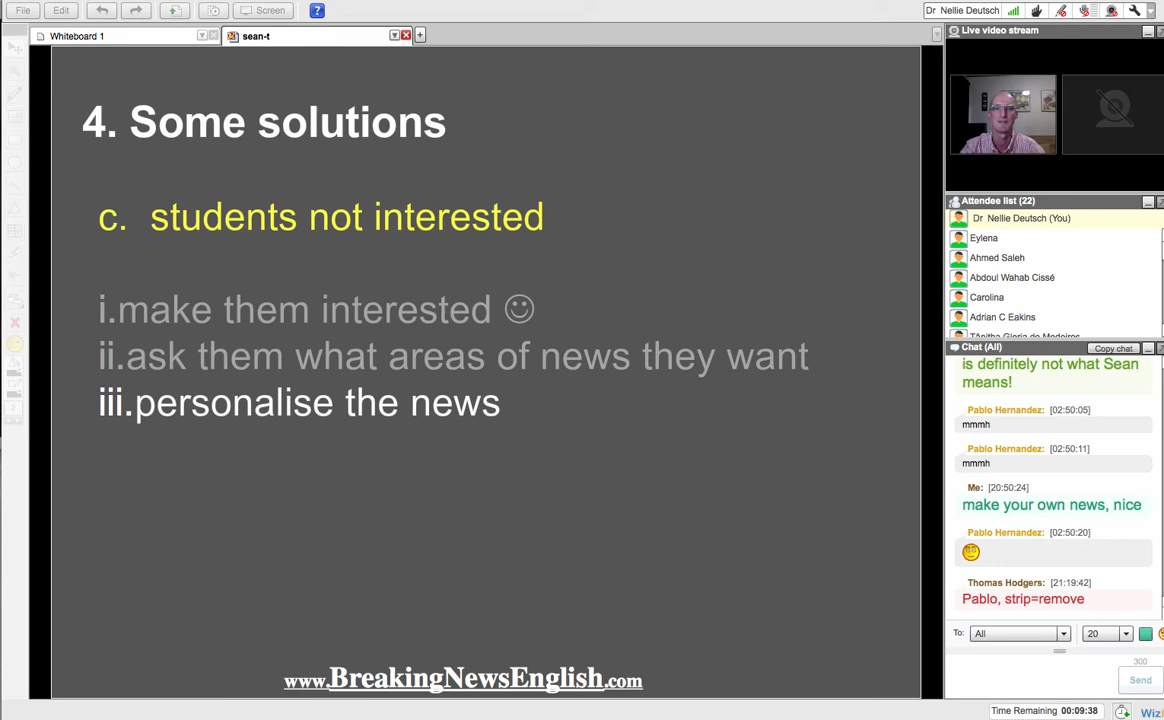 File Edit Screen ? Dr Nellie Deutsch
Whiteboard 1 sean-t
Live video stream
4. Some solutions
c. students not interested
i.make them interested ☺
ii.ask them what areas of news they want
iii.personalise the news
www.BreakingNewsEnglish.com
Attendee list (22)
Dr Nellie Deutsch (You)
Eylena
Ahmed Saleh
Abdoul Wahab Cissé
Carolina
Adrian C Eakins
Chat (All) Copy chat
is definitely not what Sean
means!
Pablo Hernandez: [02:50:05]
mmmh
Pablo Hernandez: [02:50:11]
mmmh
Me: [20:50:24]
make your own news, nice
Pablo Hernandez: [02:50:20]
Thomas Hodgers: [21:19:42]
Pablo, strip=remove
To: All 20
300
Send
Time Remaining 00:09:38